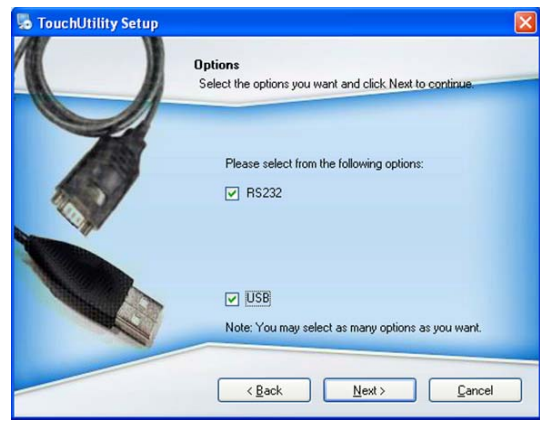 TouchUtility Setup
Options
Select the options you want and click Next to continue.
Please select from the following options:
RS232
USB
Note: You may select as many options as you want.
< Back
Next >
Cancel